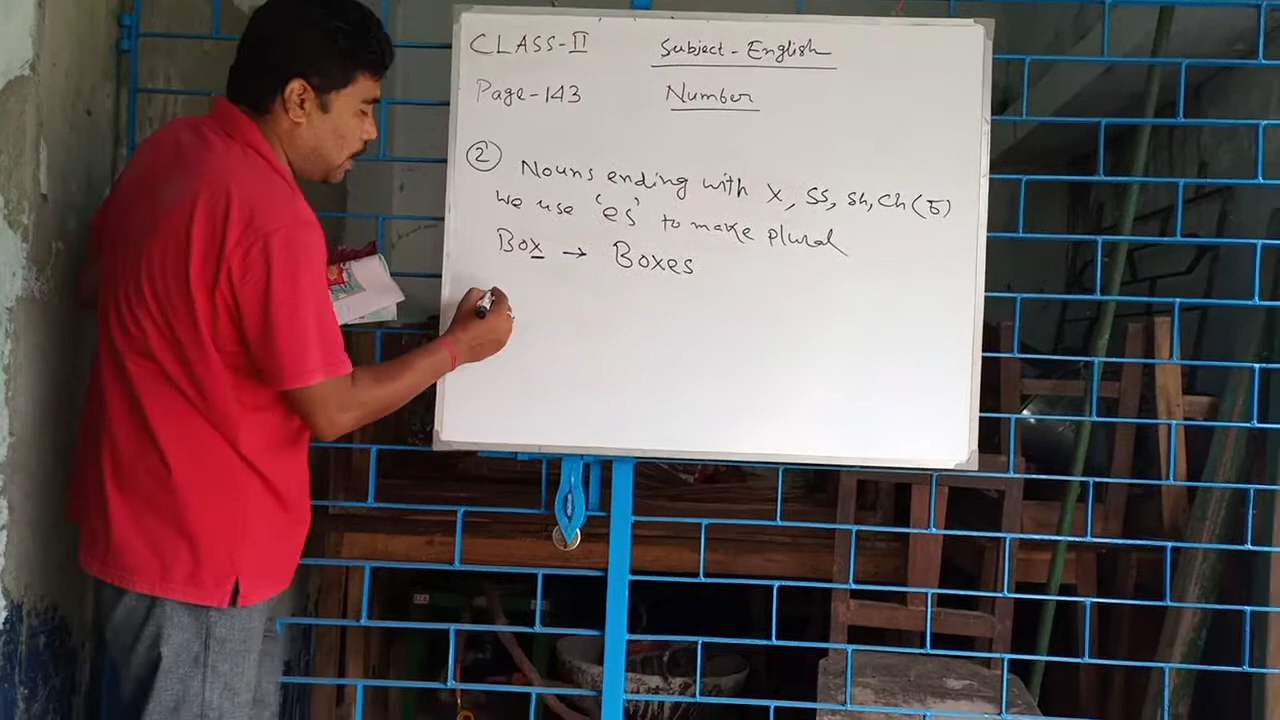 CLASS-II Subject - English
Page-143 Number
② Nouns ending with x, ss, sh, ch (চ)
we use 'es' to make plural
Box → Boxes